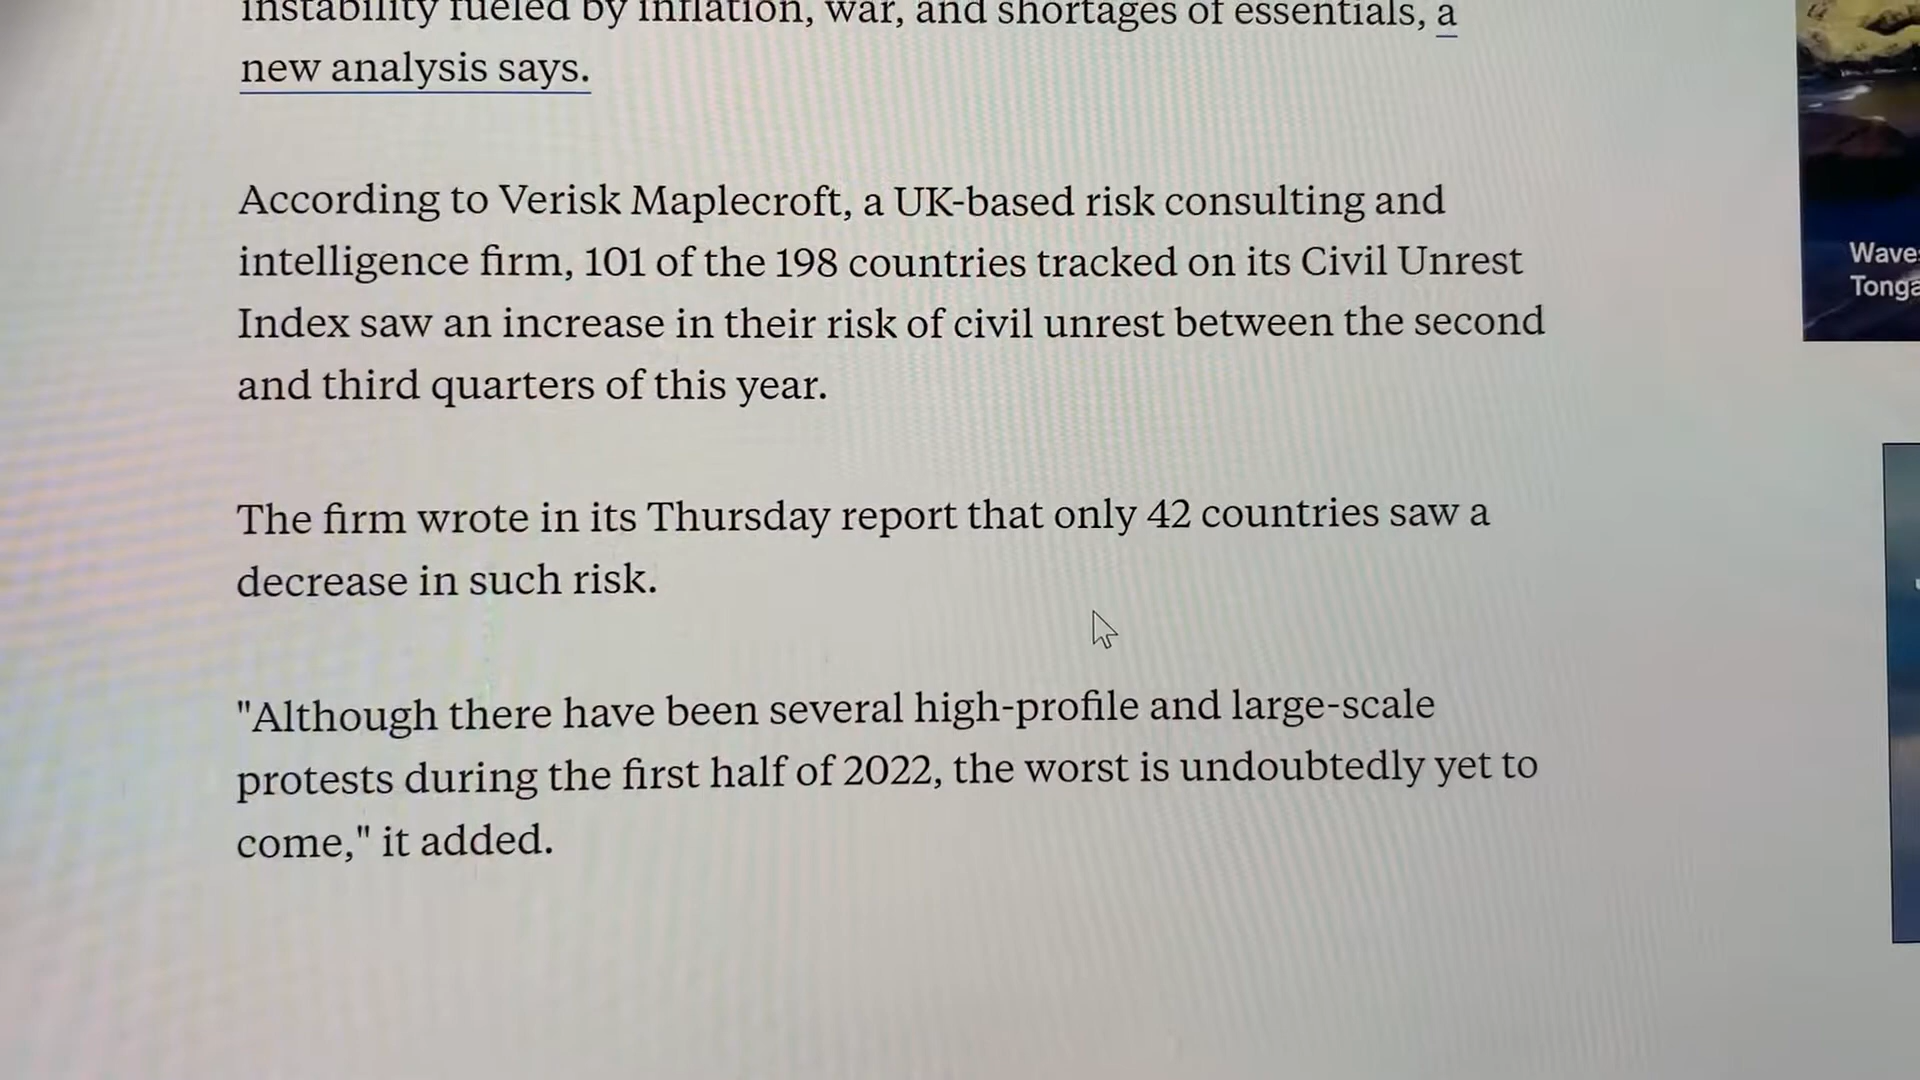 instability fueled by inflation, war, and shortages of essentials, a
new analysis says.
According to Verisk Maplecroft, a UK-based risk consulting and
intelligence firm, 101 of the 198 countries tracked on its Civil Unrest
Index saw an increase in their risk of civil unrest between the second
and third quarters of this year.
The firm wrote in its Thursday report that only 42 countries saw a
decrease in such risk.
"Although there have been several high-profile and large-scale
protests during the first half of 2022, the worst is undoubtedly yet to
come," it added.